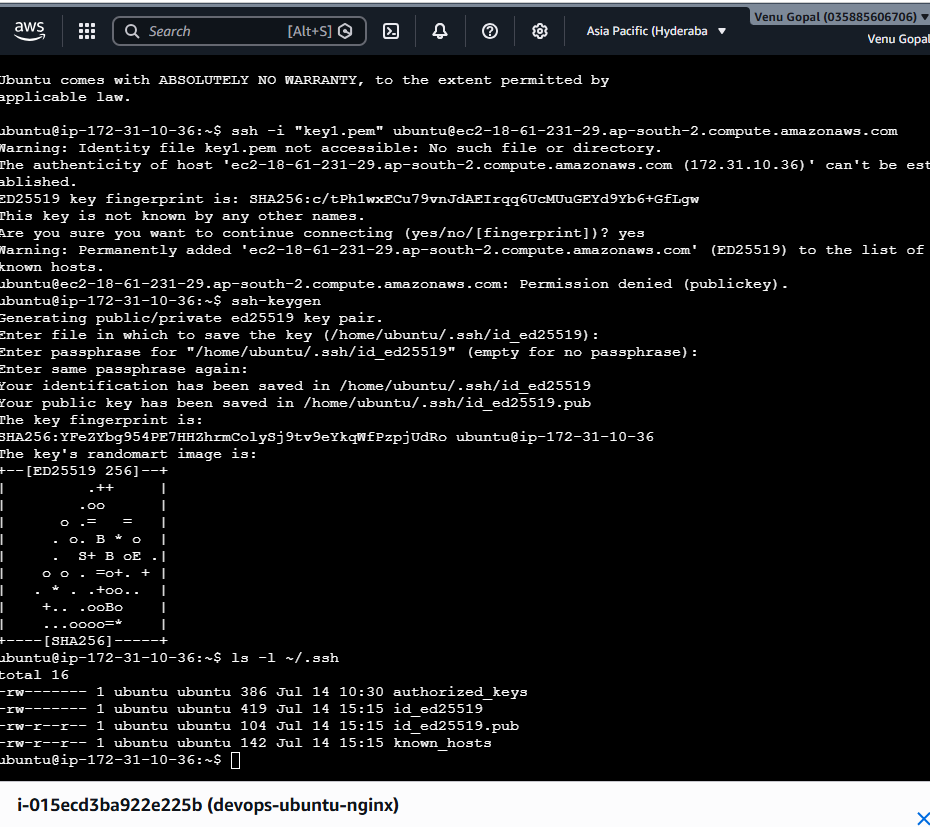 aws
Search [Alt+S]
Asia Pacific (Hyderaba
Venu Gopal (035885606704)
Venu Gopal
Ubuntu comes with ABSOLUTELY NO WARRANTY, to the extent permitted by
applicable law.
ubuntu@ip-172-31-10-36:~$ ssh -i "key1.pem" ubuntu@ec2-18-61-231-29.ap-south-2.compute.amazonaws.com
Warning: Identity file key1.pem not accessible: No such file or directory.
The authenticity of host 'ec2-18-61-231-29.ap-south-2.compute.amazonaws.com (172.31.10.36)' can't be est
ablished.
ED25519 key fingerprint is: SHA256:c/tPh1wxECu79vnJdAEIrqq6UcMUuGEYd9Yb6+GfLgw
This key is not known by any other names.
Are you sure you want to continue connecting (yes/no/[fingerprint])? yes
Warning: Permanently added 'ec2-18-61-231-29.ap-south-2.compute.amazonaws.com' (ED25519) to the list of
known hosts.
ubuntu@ec2-18-61-231-29.ap-south-2.compute.amazonaws.com: Permission denied (publickey).
ubuntu@ip-172-31-10-36:~$ ssh-keygen
Generating public/private ed25519 key pair.
Enter file in which to save the key (/home/ubuntu/.ssh/id_ed25519):
Enter passphrase for "/home/ubuntu/.ssh/id_ed25519" (empty for no passphrase):
Enter same passphrase again:
Your identification has been saved in /home/ubuntu/.ssh/id_ed25519
Your public key has been saved in /home/ubuntu/.ssh/id_ed25519.pub
The key fingerprint is:
SHA256:YFeZYbg954PE7HHZhrmColySj9tv9eYkqWfPzpjUdRo ubuntu@ip-172-31-10-36
The key's randomart image is:
+--[ED25519 256]--+
|          .++     |
|         .oo      |
|       o .=   =   |
|      . o. B * o  |
|      .  S+ B oE .|
|     o o . =o+. + |
|    . * . .+oo..  |
|     +.. .ooBo    |
|     ...oooo=*    |
+----[SHA256]-----+
ubuntu@ip-172-31-10-36:~$ ls -l ~/.ssh
total 16
-rw------- 1 ubuntu ubuntu 386 Jul 14 10:30 authorized_keys
-rw------- 1 ubuntu ubuntu 419 Jul 14 15:15 id_ed25519
-rw-r--r-- 1 ubuntu ubuntu 104 Jul 14 15:15 id_ed25519.pub
-rw-r--r-- 1 ubuntu ubuntu 142 Jul 14 15:15 known_hosts
ubuntu@ip-172-31-10-36:~$
i-015ecd3ba922e225b (devops-ubuntu-nginx)